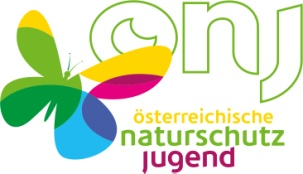 önj
österreichische
naturschutz
jugend